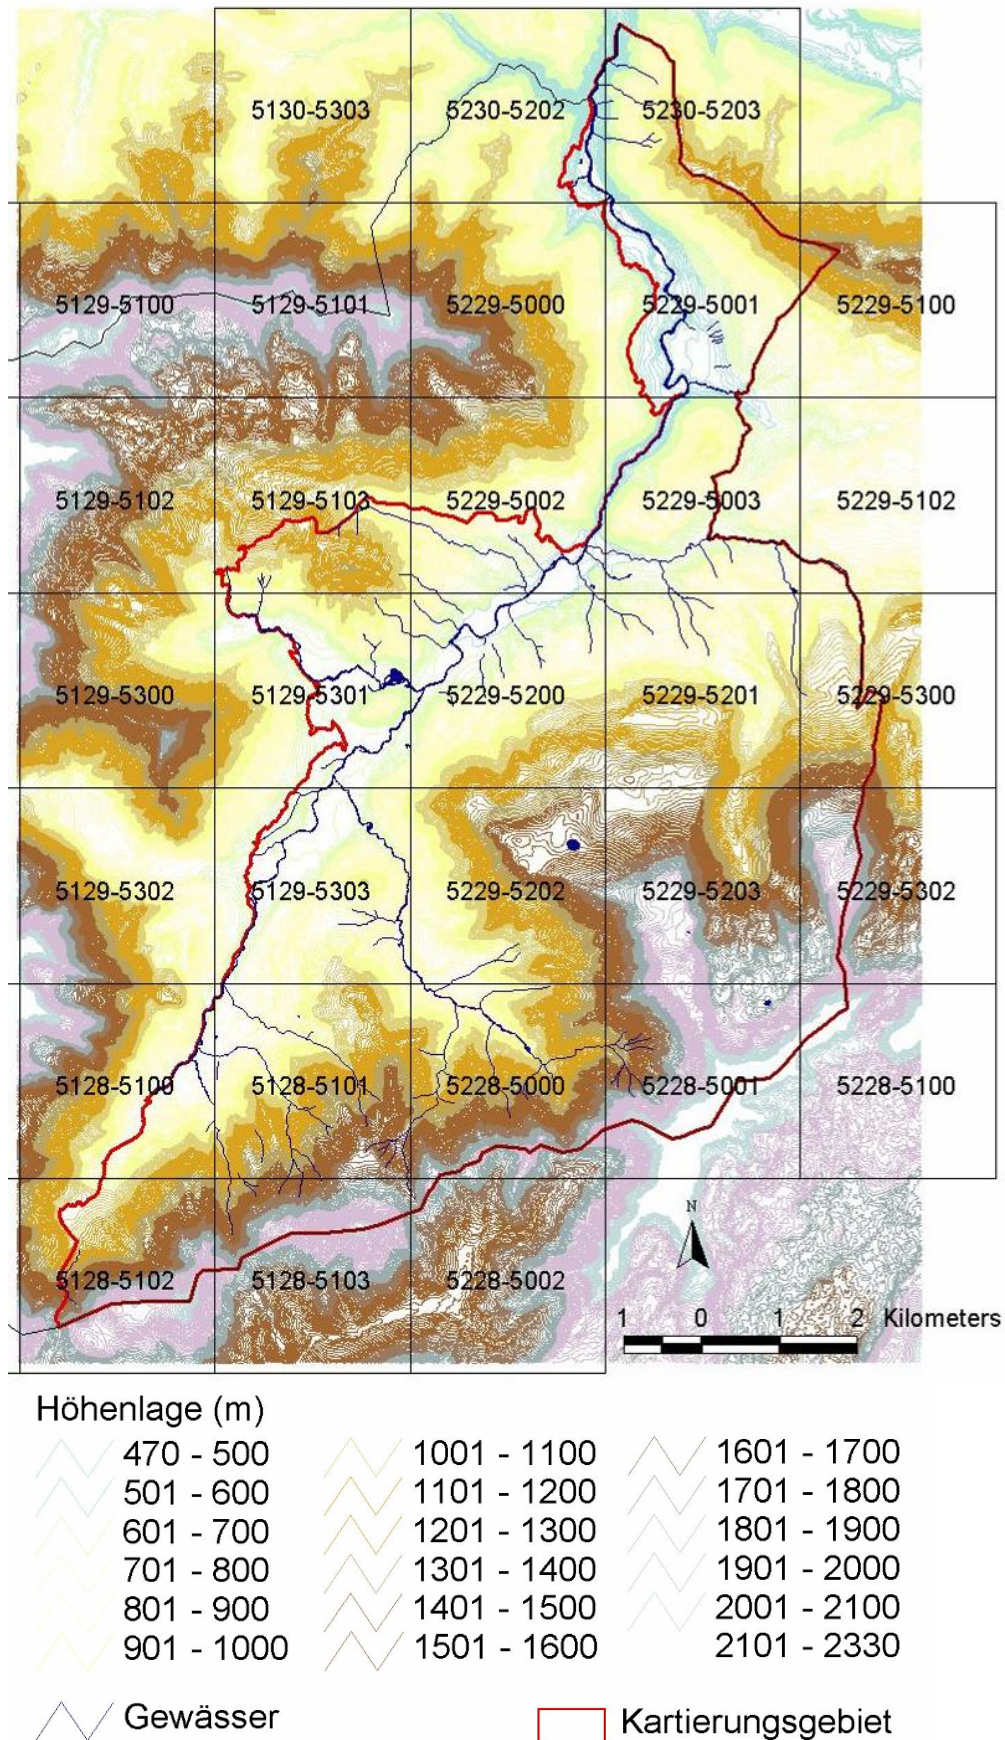 5130-5303 5230-5202 5230-5203
5129-5100 5129-5101 5229-5000 5229-5001 5229-5100
5129-5102 5129-5103 5229-5002 5229-5003 5229-5102
5129-5300 5129-5301 5229-5200 5229-5201 5229-5300
5129-5302 5129-5303 5229-5202 5229-5203 5229-5302
5128-5100 5128-5101 5228-5000 5228-5001 5228-5100
N
5128-5102 5128-5103 5228-5002
1 0 1 2 Kilometers
Höhenlage (m)
470 - 500 1001 - 1100 1601 - 1700
501 - 600 1101 - 1200 1701 - 1800
601 - 700 1201 - 1300 1801 - 1900
701 - 800 1301 - 1400 1901 - 2000
801 - 900 1401 - 1500 2001 - 2100
901 - 1000 1501 - 1600 2101 - 2330
Gewässer Kartierungsgebiet